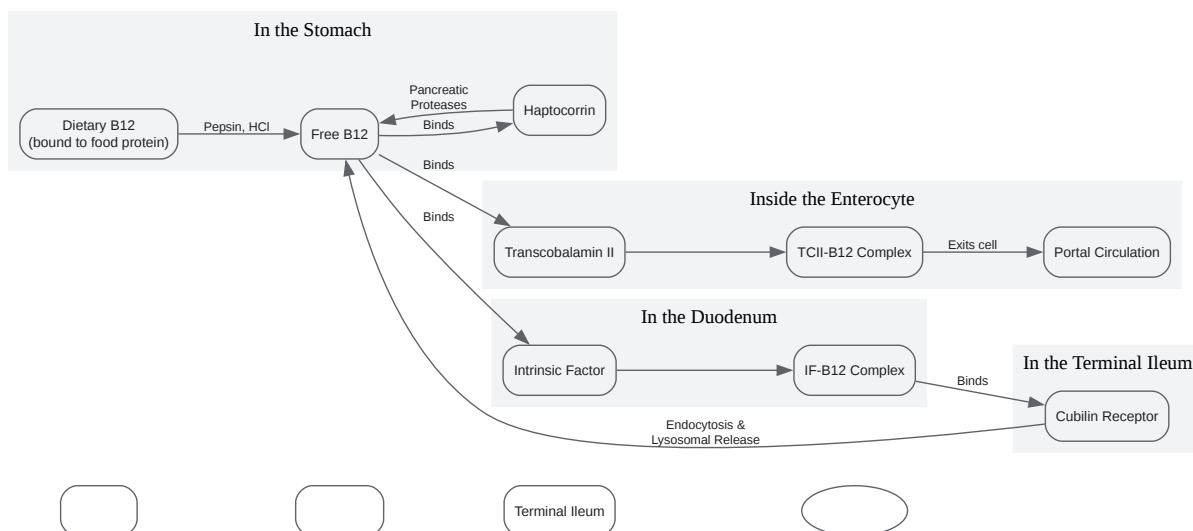 In the Stomach
Dietary B12
(bound to food protein)
Pepsin, HCl
Free B12
Pancreatic
Proteases
Binds
Haptocorrin
Binds
Binds
Inside the Enterocyte
Transcobalamin II
TCII-B12 Complex
Exits cell
Portal Circulation
In the Duodenum
Intrinsic Factor
IF-B12 Complex
Binds
In the Terminal Ileum
Cubilin Receptor
Endocytosis &
Lysosomal Release
Terminal Ileum